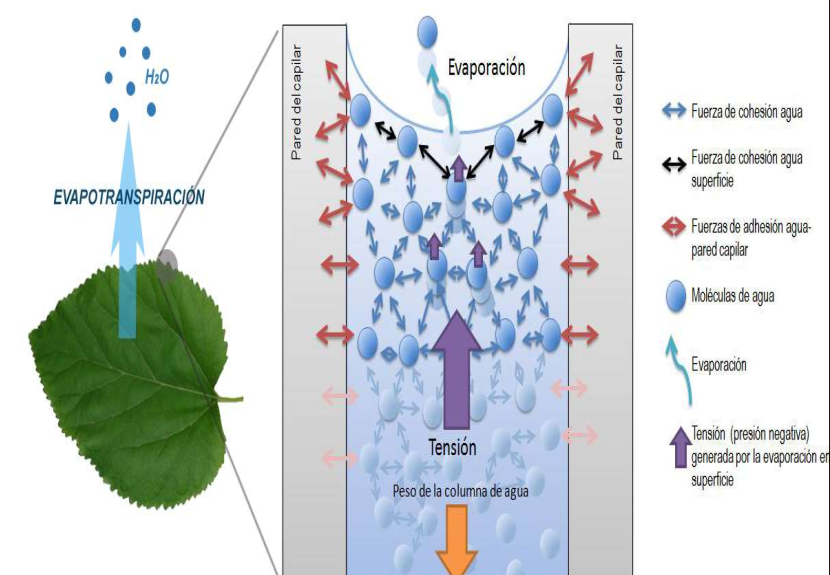 H₂O
EVAPOTRANSPIRACIÓN
Pared del capilar
Evaporación
Pared del capilar
Tensión
Peso de la columna de agua
Fuerza de cohesión agua
Fuerza de cohesión agua
superficie
Fuerzas de adhesión agua-
pared capilar
Moléculas de agua
Evaporación
Tensión (presión negativa)
generada por la evaporación en
superficie